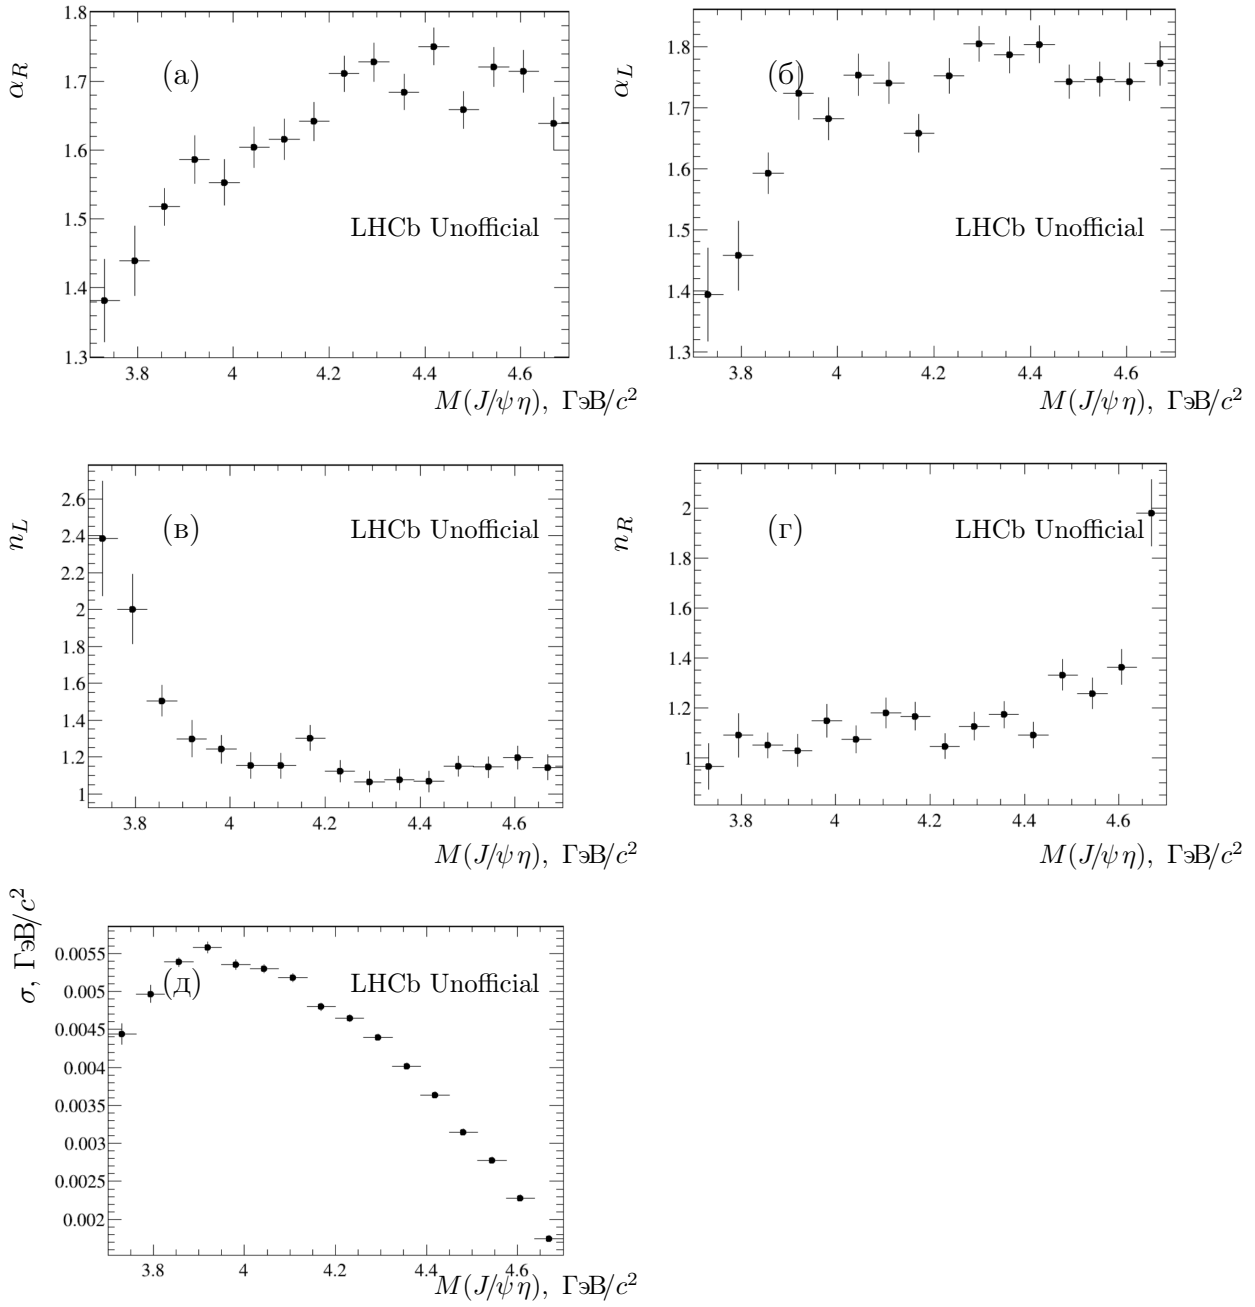 α_R
1.8
1.7
1.6
1.5
1.4
1.3
(а)
LHCb Unofficial
3.8 4 4.2 4.4 4.6
M(J/ψ η), ГэВ/c²
α_L
1.8
1.7
1.6
1.5
1.4
1.3
(б)
LHCb Unofficial
3.8 4 4.2 4.4 4.6
M(J/ψ η), ГэВ/c²
n_L
2.6
2.4
2.2
2
1.8
1.6
1.4
1.2
1
(в)
LHCb Unofficial
3.8 4 4.2 4.4 4.6
M(J/ψ η), ГэВ/c²
n_R
2
1.8
1.6
1.4
1.2
1
(г)
LHCb Unofficial
3.8 4 4.2 4.4 4.6
M(J/ψ η), ГэВ/c²
σ, ГэВ/c²
0.0055
0.005
0.0045
0.004
0.0035
0.003
0.0025
0.002
(д)
LHCb Unofficial
3.8 4 4.2 4.4 4.6
M(J/ψ η), ГэВ/c²